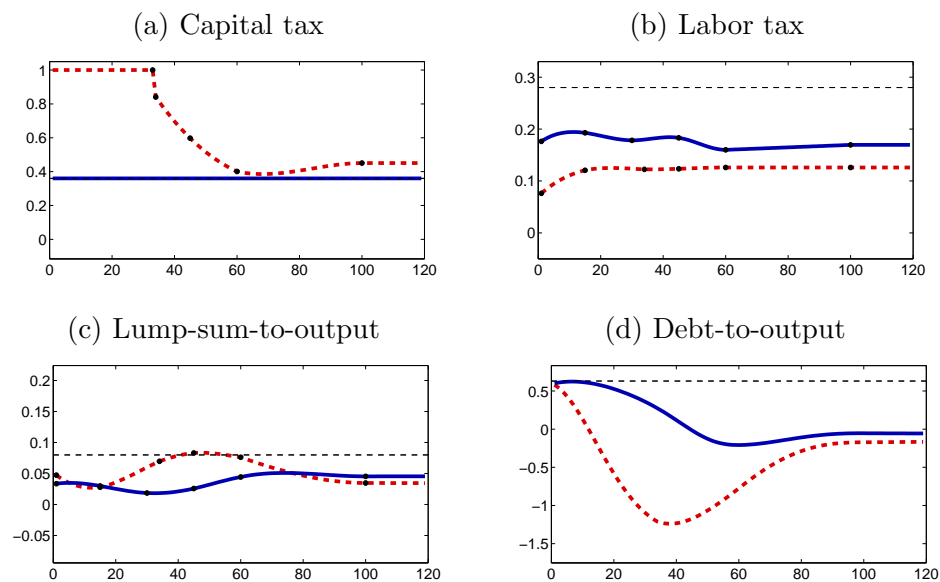 (a) Capital tax
(b) Labor tax
1
0.8
0.6
0.4
0.2
0
0 20 40 60 80 100 120
0.3
0.2
0.1
0
0 20 40 60 80 100 120
(c) Lump-sum-to-output
(d) Debt-to-output
0.2
0.15
0.1
0.05
0
−0.05
0 20 40 60 80 100 120
0.5
0
−0.5
−1
−1.5
0 20 40 60 80 100 120